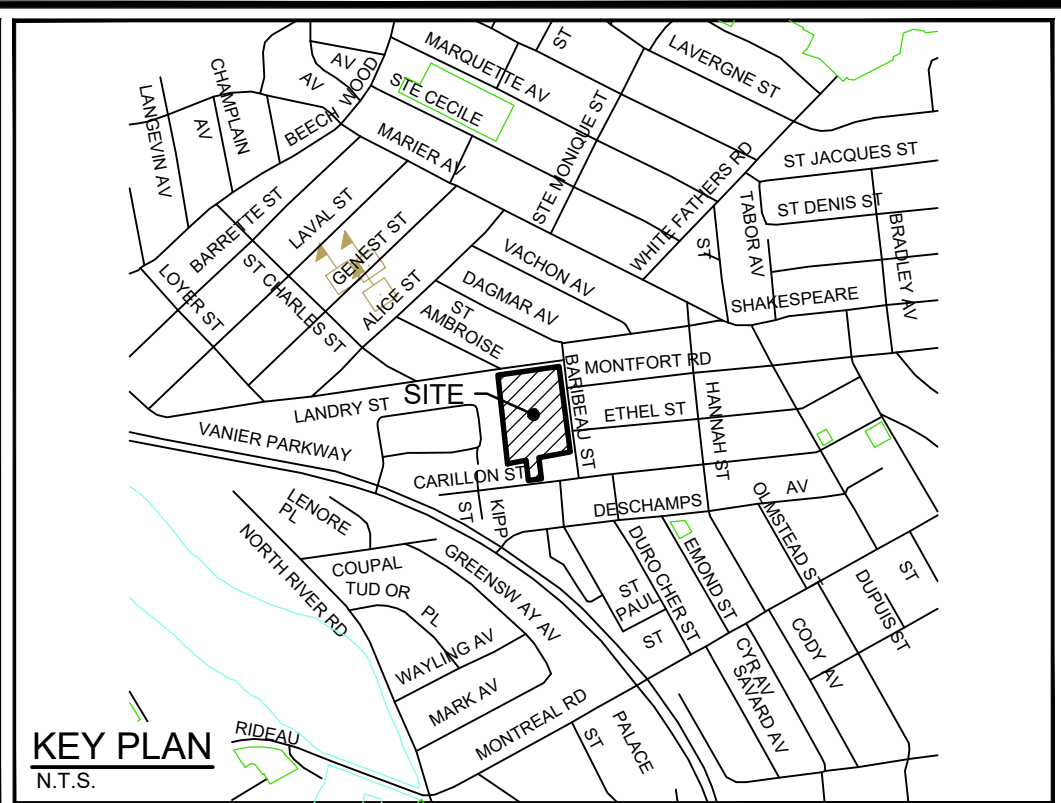 MARQUETTE AV
ST
LAVERGNE ST
AV
AV
BEECH WOOD
CHAMPLAIN
AV
LANGEVIN AV
STE CECILE
MARIER AV
STE MONIQUE ST
WHITE FATHERS RD
ST JACQUES ST
ST DENIS ST
TABOR AV
ST
BRADLEY AV
SHAKESPEARE
BARRETTE ST
LAVAL ST
GENEST ST
ALICE ST
LOYER ST
ST CHARLES ST
VACHON AV
DAGMAR AV
ST
AMBROISE
MONTFORT RD
BARIBEAU ST
SITE
LANDRY ST
ETHEL ST
HANNAH ST
VANIER PARKWAY
CARILLON ST
KIPP
ST
DESCHAMPS
AV
OLMSTEAD ST
LENORE
PL
NORTH RIVER RD
COUPAL
TUD OR
PL
GREENSW AY AV
WAYLING AV
MARK AV
MONTREAL RD
ST
PAUL
ST
DUROCHER ST
EMOND ST
CYR AV
SAVARD AV
CODY AV
DUPUIS ST
ST
PALACE
ST
RIDEAU
KEY PLAN
N.T.S.